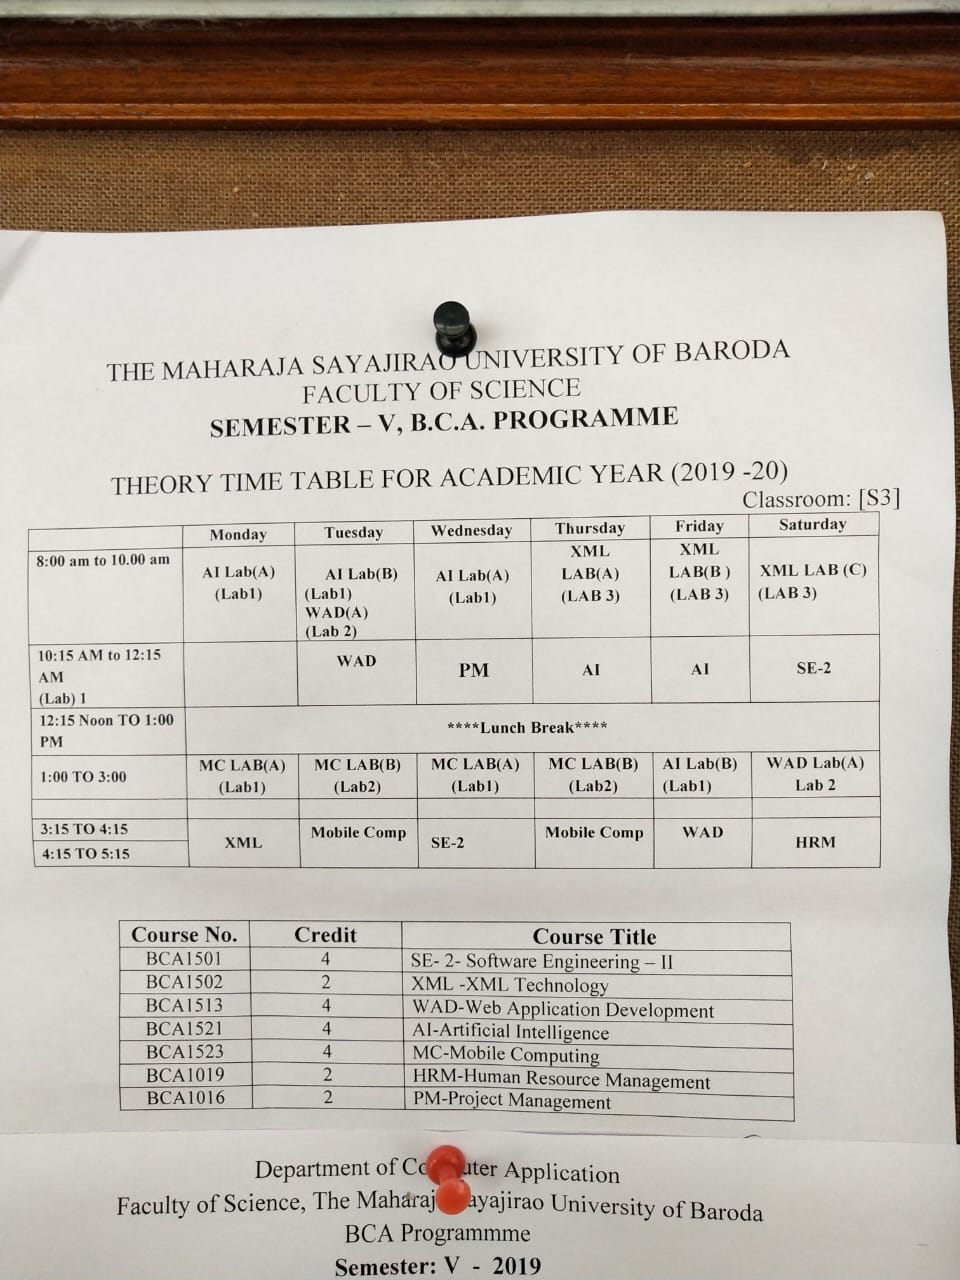 THE MAHARAJA SAYAJIRAO UNIVERSITY OF BARODA
FACULTY OF SCIENCE
SEMESTER – V, B.C.A. PROGRAMME
THEORY TIME TABLE FOR ACADEMIC YEAR (2019 -20)
Classroom: [S3]
Monday Tuesday Wednesday Thursday Friday Saturday
8:00 am to 10.00 am
AI Lab(A)
(Lab1)
AI Lab(B)
(Lab1)
WAD(A)
(Lab 2)
AI Lab(A)
(Lab1)
XML
LAB(A)
(LAB 3)
XML
LAB(B )
(LAB 3)
XML LAB (C)
(LAB 3)
10:15 AM to 12:15
AM
(Lab) 1
WAD
PM
AI
AI
SE-2
12:15 Noon TO 1:00
PM
****Lunch Break****
1:00 TO 3:00
MC LAB(A)
(Lab1)
MC LAB(B)
(Lab2)
MC LAB(A)
(Lab1)
MC LAB(B)
(Lab2)
AI Lab(B)
(Lab1)
WAD Lab(A)
Lab 2
3:15 TO 4:15
4:15 TO 5:15
XML
Mobile Comp
SE-2
Mobile Comp
WAD
HRM
Course No. Credit Course Title
BCA1501 4 SE- 2- Software Engineering – II
BCA1502 2 XML -XML Technology
BCA1513 4 WAD-Web Application Development
BCA1521 4 AI-Artificial Intelligence
BCA1523 4 MC-Mobile Computing
BCA1019 2 HRM-Human Resource Management
BCA1016 2 PM-Project Management
Department of Computer Application
Faculty of Science, The Maharaja Sayajirao University of Baroda
BCA Programmme
Semester: V - 2019